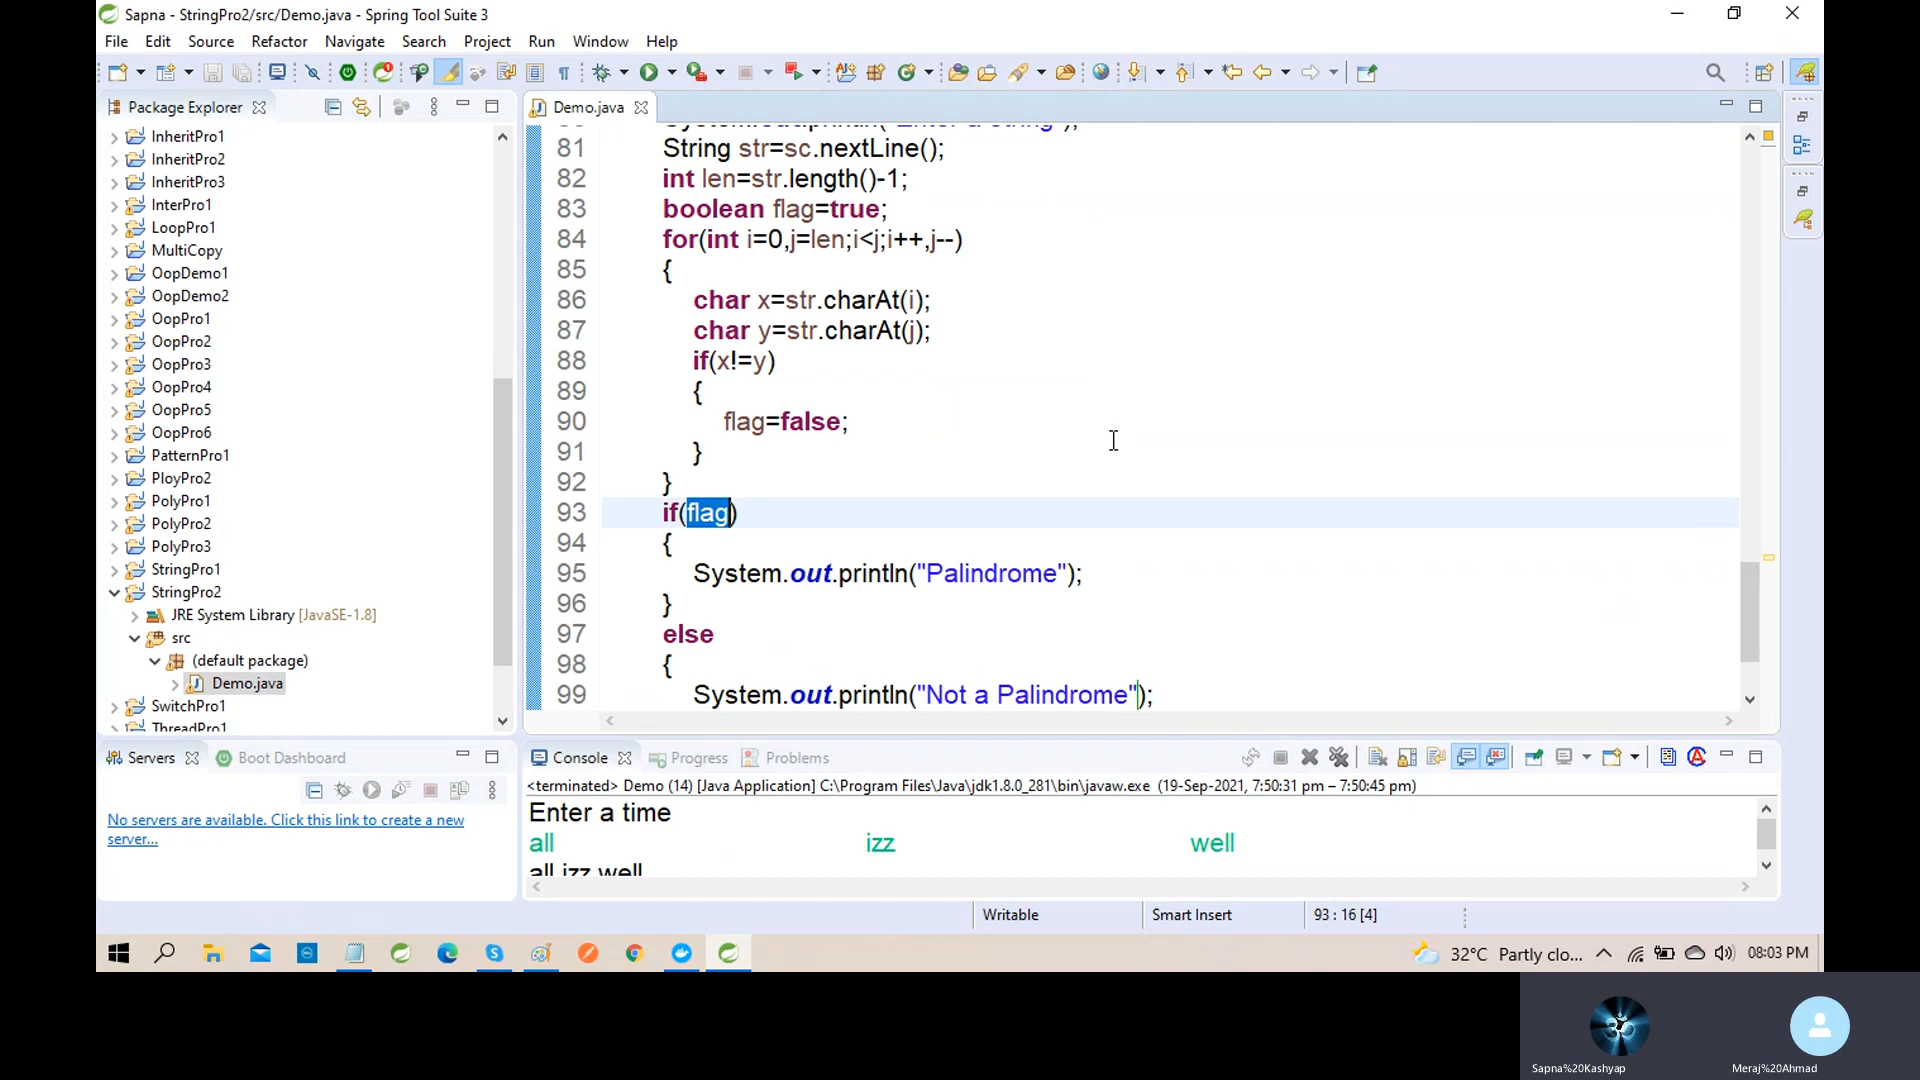 Sapna - StringPro2/src/Demo.java - Spring Tool Suite 3
File Edit Source Refactor Navigate Search Project Run Window Help
Package Explorer
InheritPro1
InheritPro2
InheritPro3
InterPro1
LoopPro1
MultiCopy
OopDemo1
OopDemo2
OopPro1
OopPro2
OopPro3
OopPro4
OopPro5
OopPro6
PatternPro1
PloyPro2
PolyPro1
PolyPro2
PolyPro3
StringPro1
StringPro2
JRE System Library [JavaSE-1.8]
src
(default package)
Demo.java
SwitchPro1
ThreadPro1
Demo.java
81 String str=sc.nextLine();
82 int len=str.length()-1;
83 boolean flag=true;
84 for(int i=0,j=len;i<j;i++,j--)
85 {
86 char x=str.charAt(i);
87 char y=str.charAt(j);
88 if(x!=y)
89 {
90 flag=false;
91 }
92 }
93 if(flag)
94 {
95 System.out.println("Palindrome");
96 }
97 else
98 {
99 System.out.println("Not a Palindrome");
Servers Boot Dashboard
No servers are available. Click this link to create a new
server...
Console Progress Problems
<terminated> Demo (14) [Java Application] C:\Program Files\Java\jdk1.8.0_281\bin\javaw.exe (19-Sep-2021, 7:50:31 pm – 7:50:45 pm)
Enter a time
all izz well
all izz well
Writable Smart Insert 93 : 16 [4]
32°C Partly clo... 08:03 PM
Sapna%20Kashyap Meraj%20Ahmad